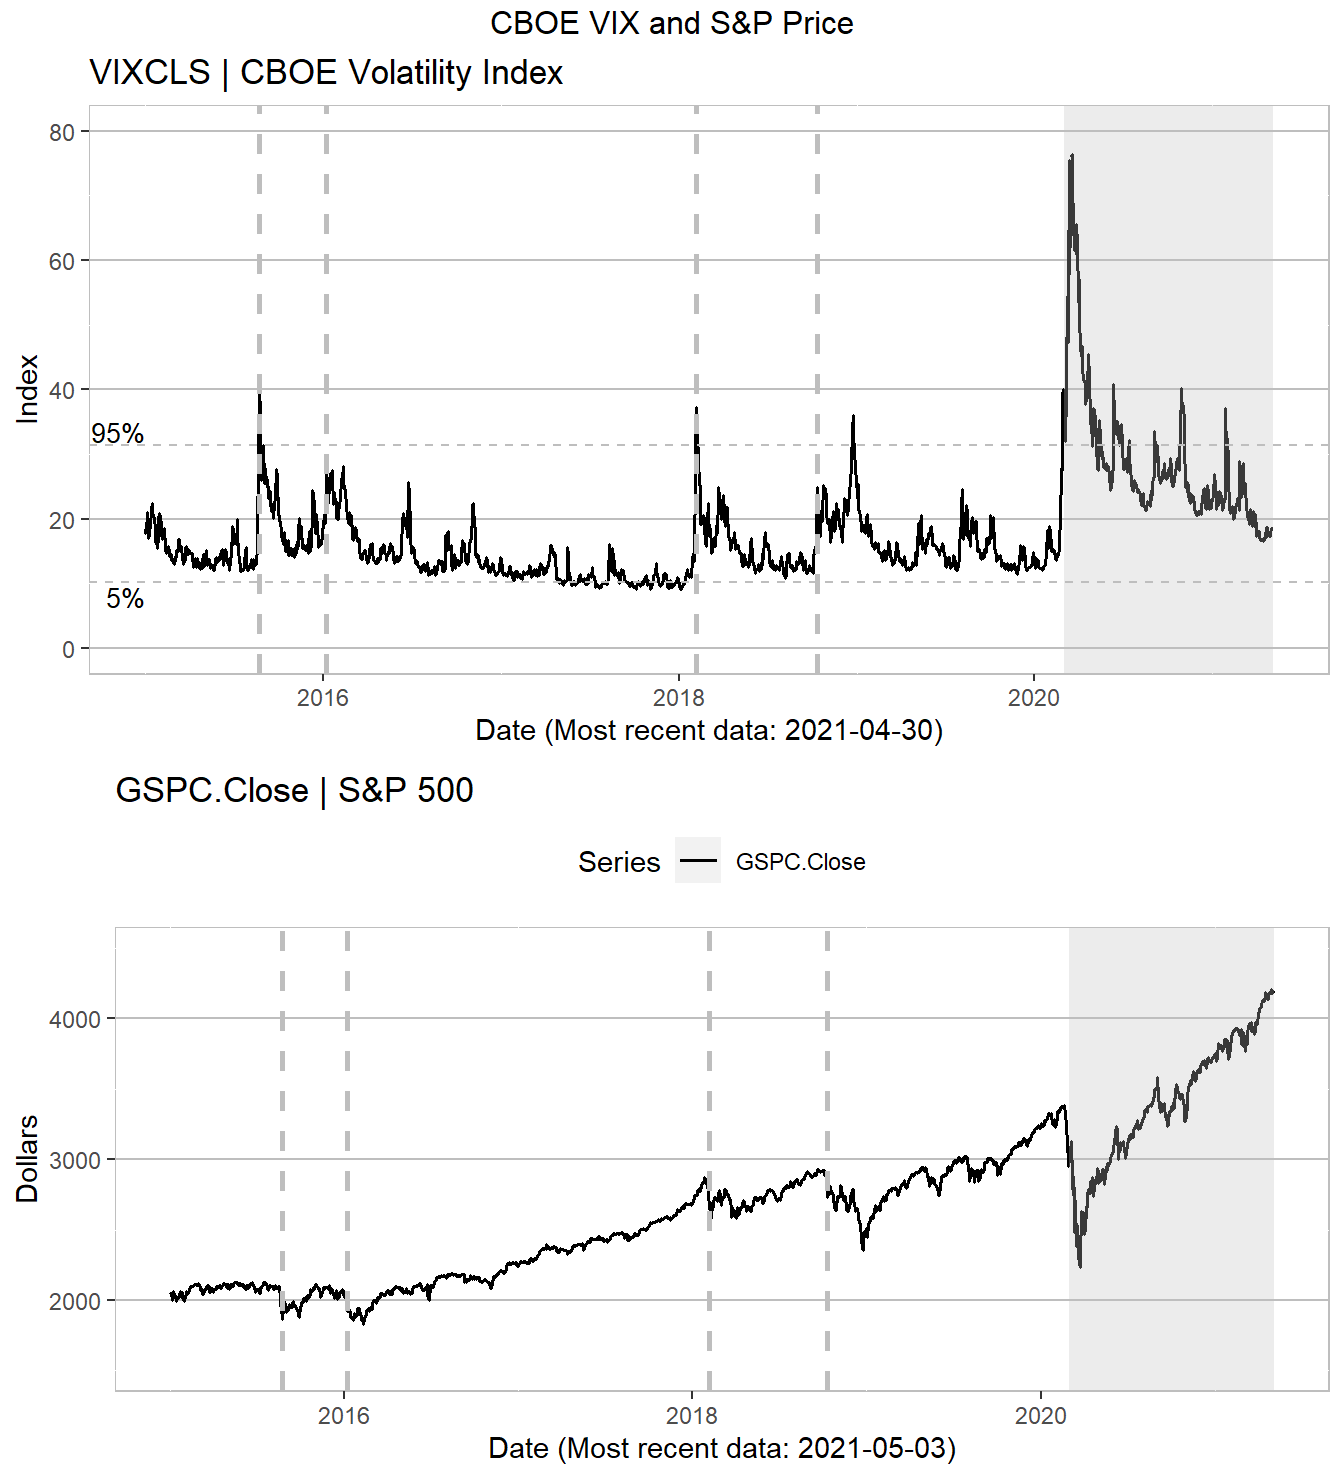 CBOE VIX and S&P Price
VIXCLS | CBOE Volatility Index
80
60
40
20
0
Index
95%
5%
2016 2018 2020
Date (Most recent data: 2021-04-30)
GSPC.Close | S&P 500
Series GSPC.Close
4000
3000
2000
Dollars
2016 2018 2020
Date (Most recent data: 2021-05-03)